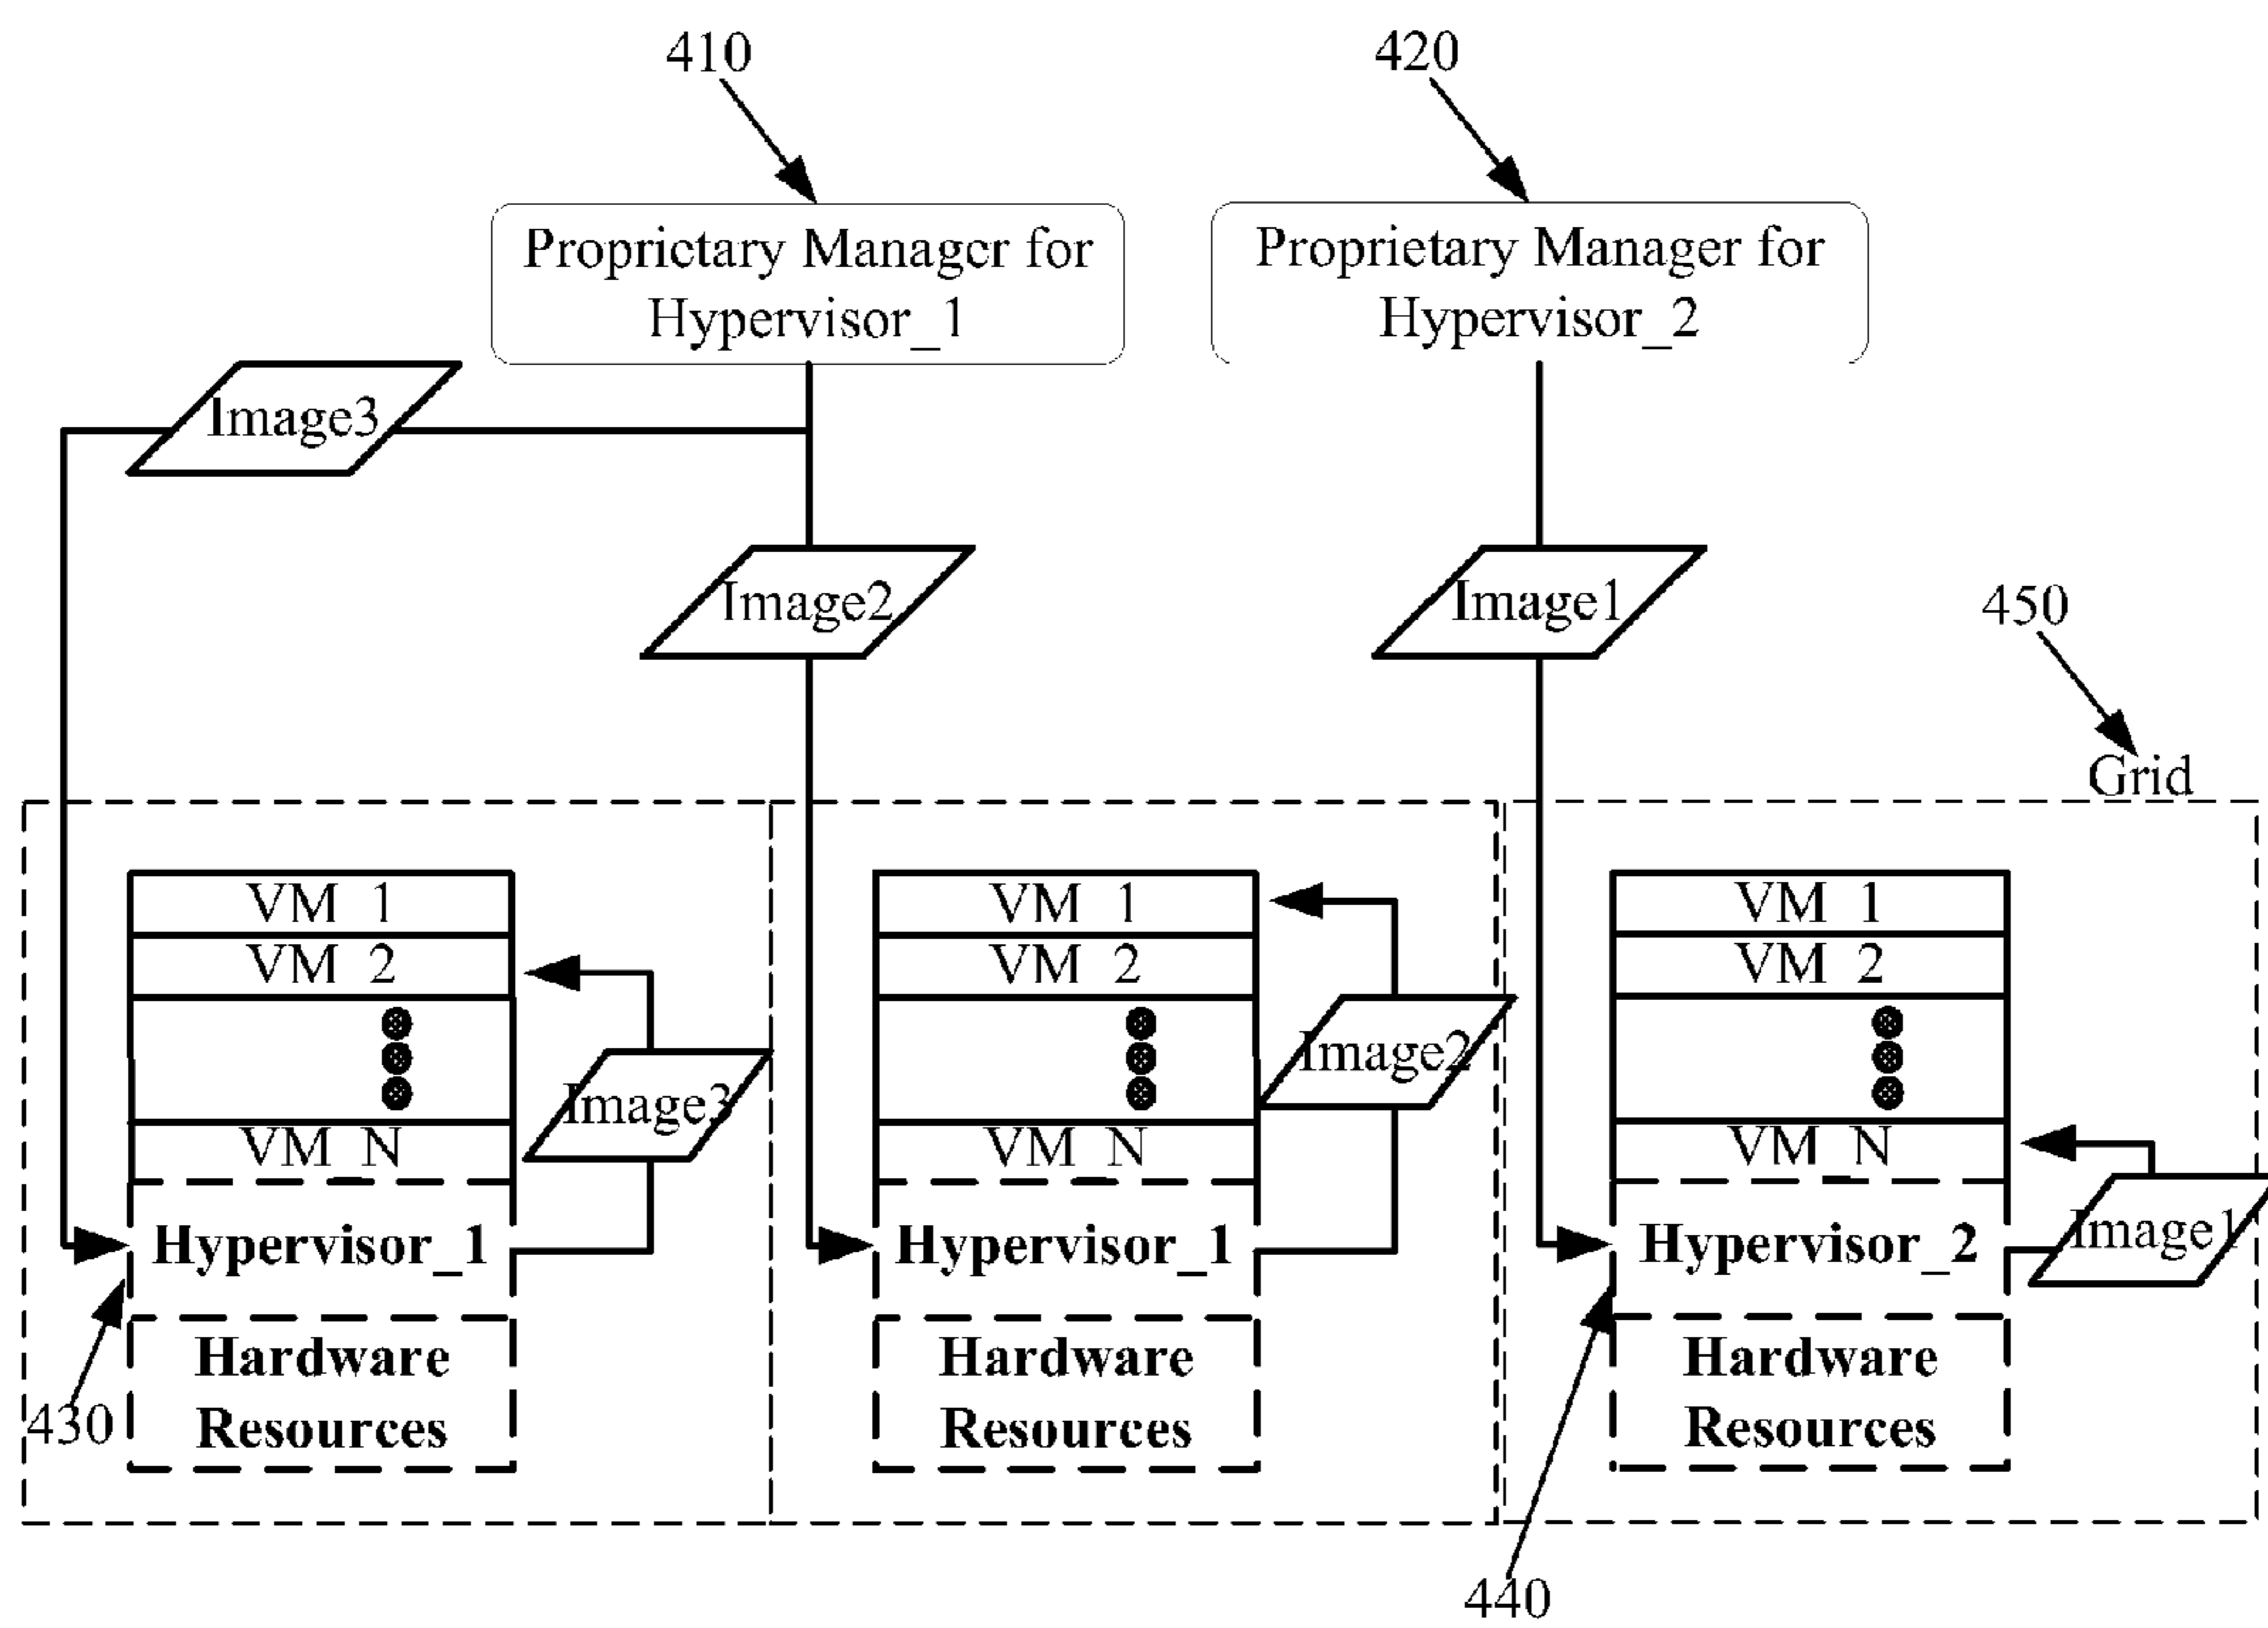 410
420
Proprietary Manager for
Hypervisor_1
Proprietary Manager for
Hypervisor_2
Image3
Image2
Image1
450
Grid
VM_1
VM_2
VM_N
Hypervisor_1
Hardware
Resources
Image3
430
VM_1
VM_2
VM_N
Hypervisor_1
Hardware
Resources
Image2
VM_1
VM_2
VM_N
Hypervisor_2
Hardware
Resources
Image1
440